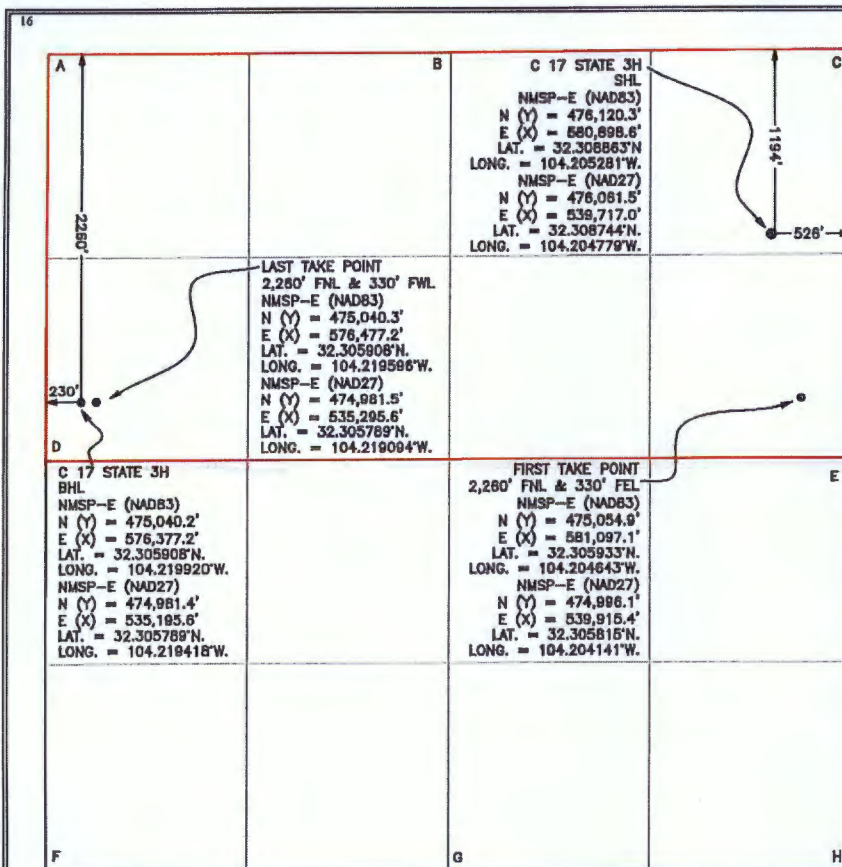 16
A
B
C
C 17 STATE 3H
SHL
NMSP-E (NAD83)
N (Y) = 476,120.3'
E (X) = 580,898.6'
LAT. = 32.308863°N
LONG. = 104.205281°W.
NMSP-E (NAD27)
N (Y) = 476,061.5'
E (X) = 539,717.0'
LAT. = 32.308744°N.
LONG. = 104.204779°W.
1194'
526'
2260'
230'
LAST TAKE POINT
2,260' FNL & 330' FWL
NMSP-E (NAD83)
N (Y) = 475,040.3'
E (X) = 576,477.2'
LAT. = 32.305908°N.
LONG. = 104.219596°W.
NMSP-E (NAD27)
N (Y) = 474,981.5'
E (X) = 535,295.6'
LAT. = 32.305789°N.
LONG. = 104.219094°W.
D
E
C 17 STATE 3H
BHL
NMSP-E (NAD83)
N (Y) = 475,040.2'
E (X) = 576,377.2'
LAT. = 32.305908°N.
LONG. = 104.219920°W.
NMSP-E (NAD27)
N (Y) = 474,981.4'
E (X) = 535,195.6'
LAT. = 32.305789°N.
LONG. = 104.219418°W.
FIRST TAKE POINT
2,260' FNL & 330' FEL
NMSP-E (NAD83)
N (Y) = 475,054.9'
E (X) = 581,097.1'
LAT. = 32.305933°N.
LONG. = 104.204643°W.
NMSP-E (NAD27)
N (Y) = 474,996.1'
E (X) = 539,915.4'
LAT. = 32.305815°N.
LONG. = 104.204141°W.
F
G
H